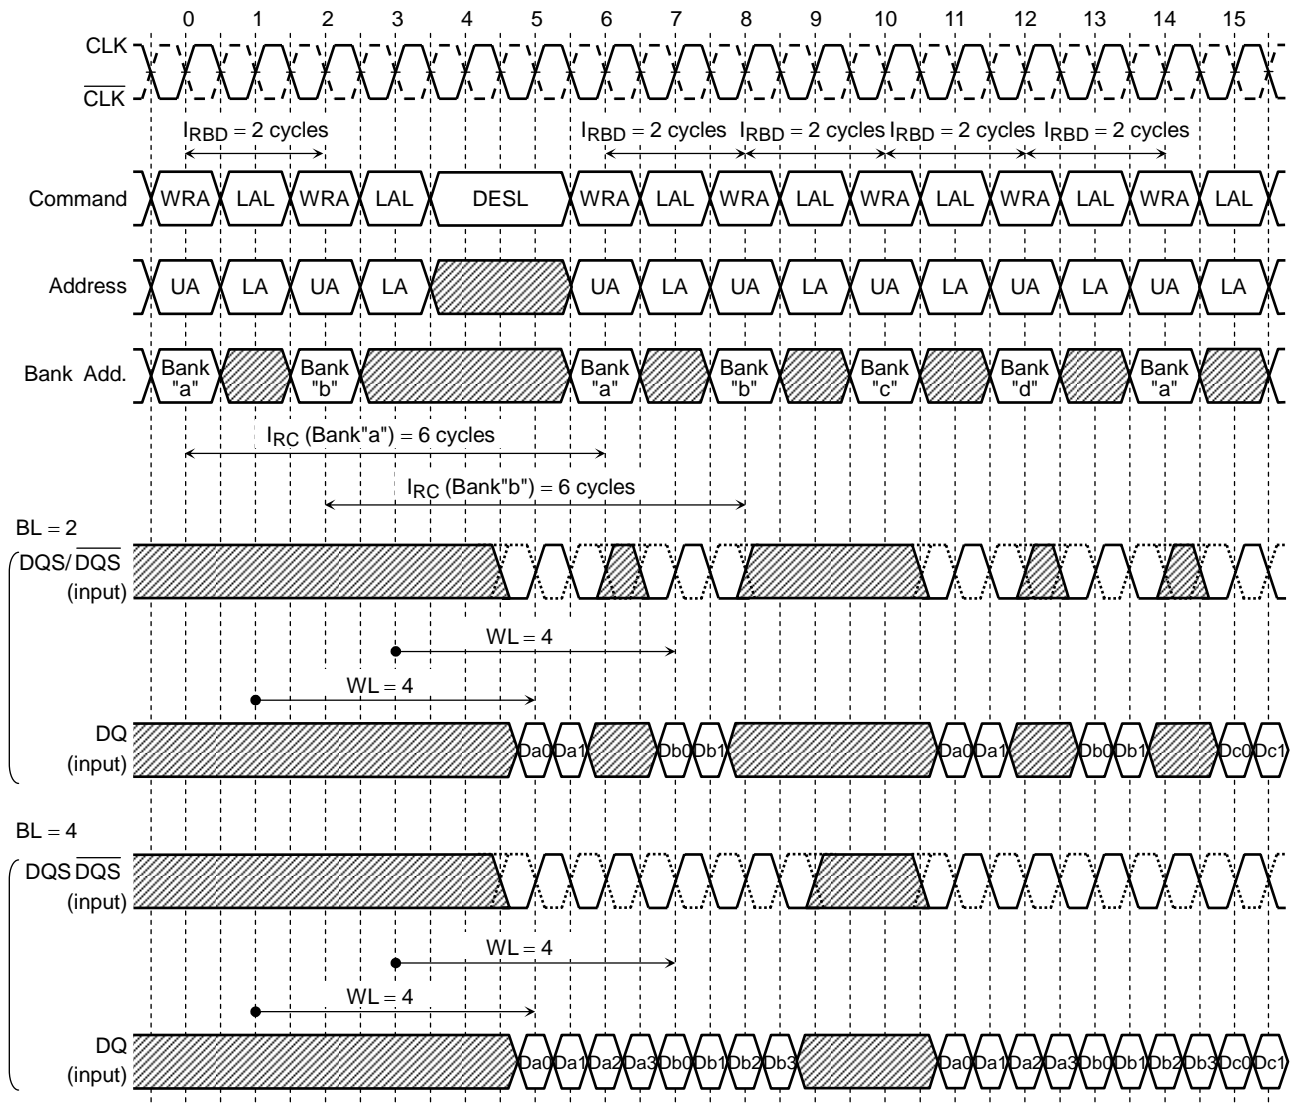 0 1 2 3 4 5 6 7 8 9 10 11 12 13 14 15
CLK
CLK
IRBD = 2 cycles IRBD = 2 cycles IRBD = 2 cycles IRBD = 2 cycles IRBD = 2 cycles
Command WRA LAL WRA LAL DESL WRA LAL WRA LAL WRA LAL WRA LAL WRA LAL
Address UA LA UA LA UA LA UA LA UA LA UA LA UA LA
Bank Add. Bank "a" Bank "b" Bank "a" Bank "b" Bank "c" Bank "d" Bank "a"
IRC (Bank"a") = 6 cycles
IRC (Bank"b") = 6 cycles
BL = 2
DQS/DQS
(input)
WL = 4
WL = 4
DQ
(input)
Da0 Da1 Db0 Db1 Da0 Da1 Db0 Db1 Dc0 Dc1
BL = 4
DQS DQS
(input)
WL = 4
WL = 4
DQ
(input)
Da0 Da1 Da2 Da3 Db0 Db1 Db2 Db3 Da0 Da1 Da2 Da3 Db0 Db1 Db2 Db3 Dc0 Dc1